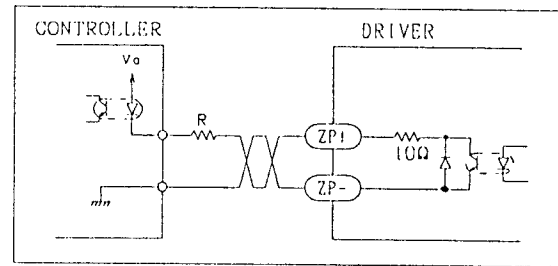 CONTROLLER
DRIVER
Va
R
ZP+
10Ω
ZP-